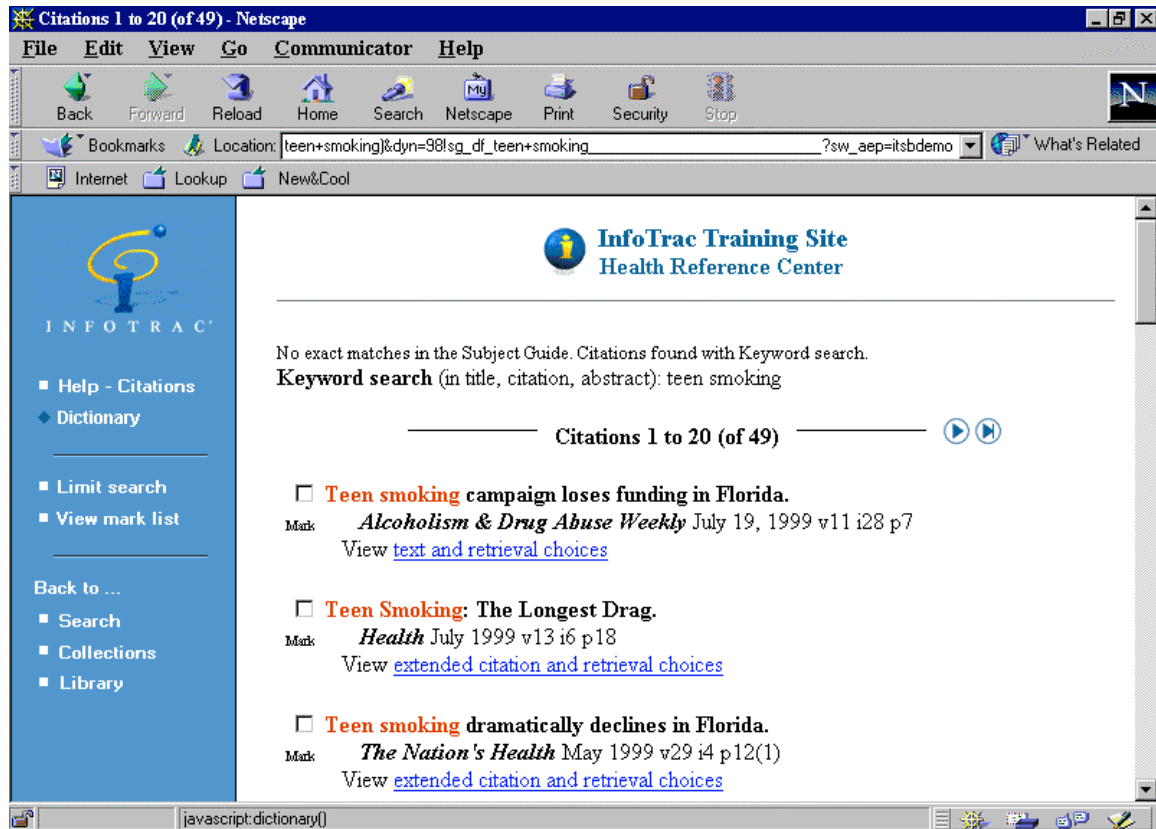 Citations 1 to 20 (of 49) - Netscape
File Edit View Go Communicator Help
Back Forward Reload Home Search Netscape Print Security Stop
My
N
Bookmarks Location: teen+smoking)&dyn=98!sg_df_teen+smoking_______________________?sw_aep=itsbdemo What's Related
Internet Lookup New&Cool
INFOTRAC
Help - Citations
Dictionary
Limit search
View mark list
Back to ...
Search
Collections
Library
InfoTrac Training Site
Health Reference Center
No exact matches in the Subject Guide. Citations found with Keyword search.
Keyword search (in title, citation, abstract): teen smoking
Citations 1 to 20 (of 49)
Teen smoking campaign loses funding in Florida.
Mark Alcoholism & Drug Abuse Weekly July 19, 1999 v11 i28 p7
View text and retrieval choices
Teen Smoking: The Longest Drag.
Mark Health July 1999 v13 i6 p18
View extended citation and retrieval choices
Teen smoking dramatically declines in Florida.
Mark The Nation's Health May 1999 v29 i4 p12(1)
View extended citation and retrieval choices
javascript:dictionary()